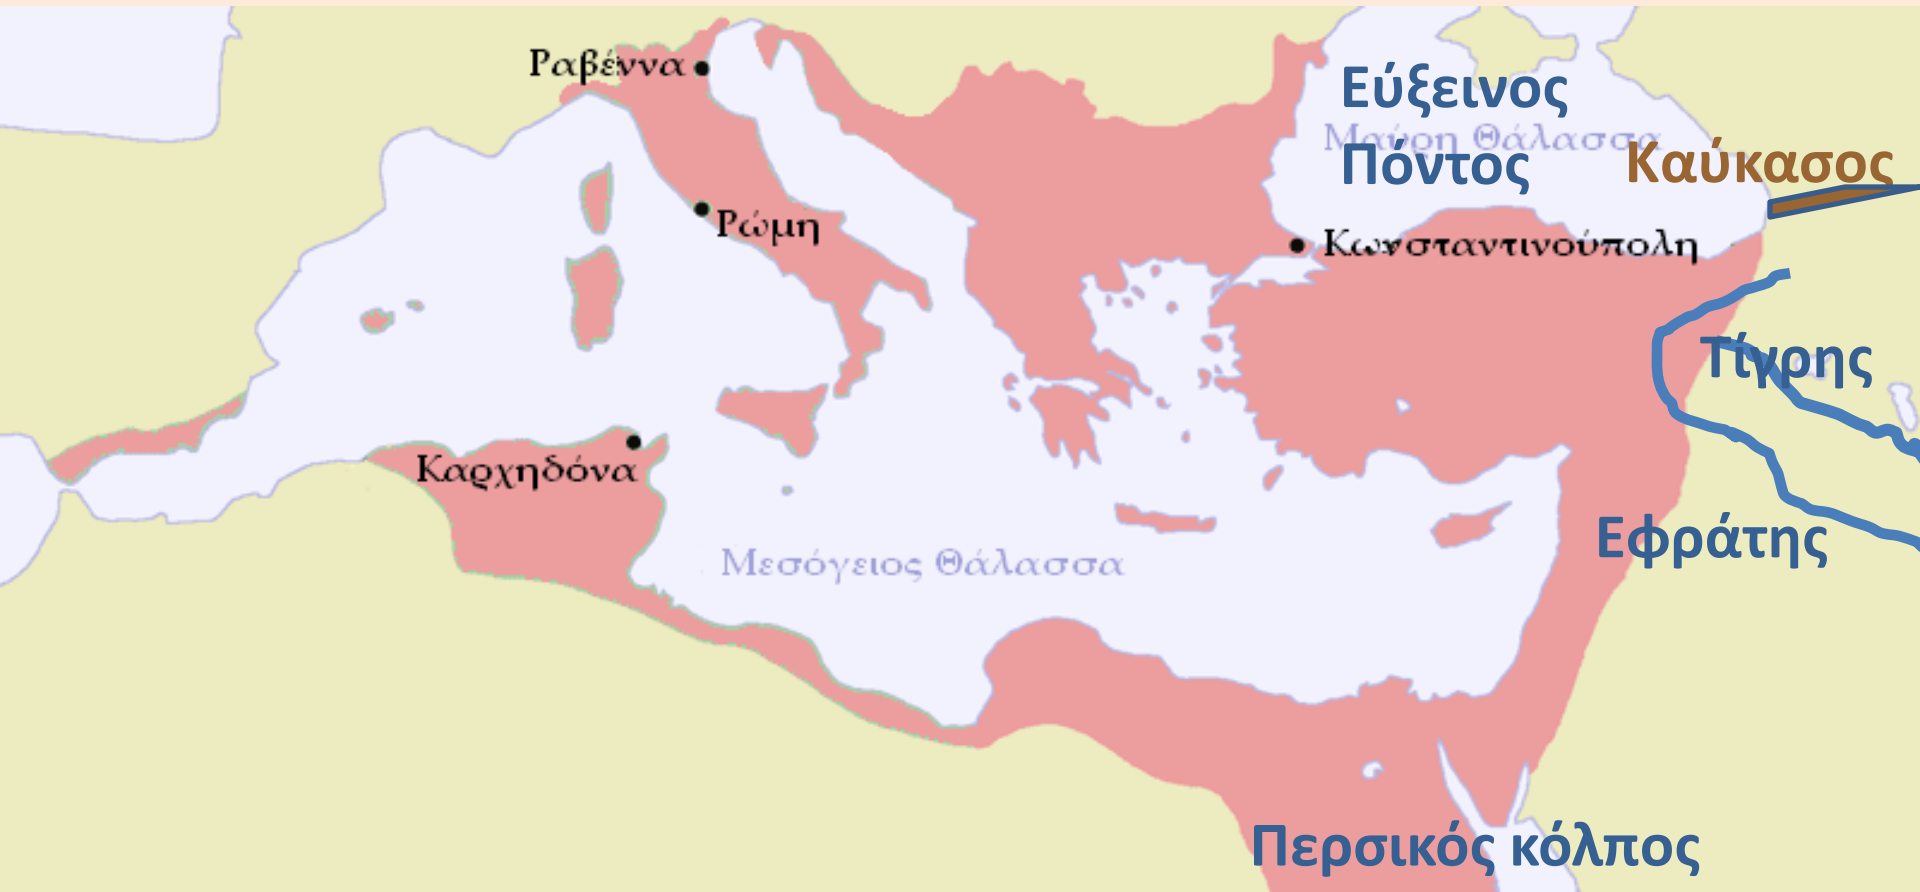 Ραβέννα
Εύξεινος
Μαύρη Θάλασσα
Πόντος
Καύκασος
Ρώμη
Κωνσταντινούπολη
Τίγρης
Καρχηδόνα
Εφράτης
Μεσόγειος Θάλασσα
Περσικός κόλπος